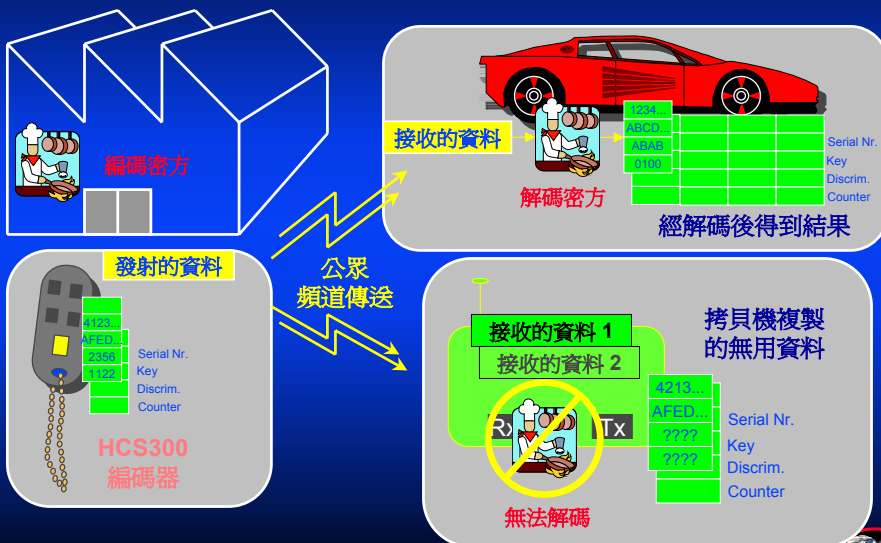 編碼密方
接收的資料
1234...
ABCD...
ABAB
0100
Serial Nr.
Key
Discrim.
Counter
解碼密方
經解碼後得到結果
發射的資料
4123...
AFED...
2356
1122
Serial Nr.
Key
Discrim.
Counter
HCS300
編碼器
公眾
頻道傳送
接收的資料 1
接收的資料 2
Rx
Tx
無法解碼
拷貝機複製
的無用資料
4213...
AFED...
????
????
Serial Nr.
Key
Discrim.
Counter